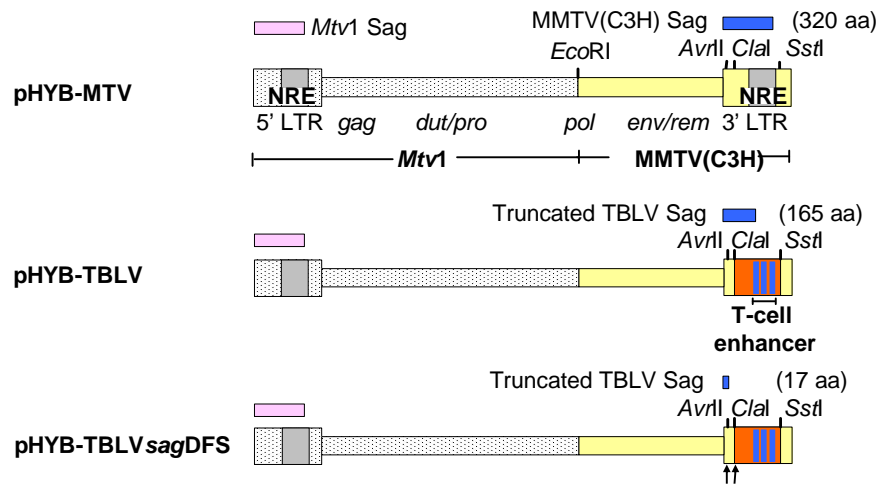 Mtv1 Sag MMTV(C3H) Sag (320 aa)
EcoRI AvrII ClaI SstI
pHYB-MTV NRE NRE
5' LTR gag dut/pro pol env/rem 3' LTR
Mtv1 MMTV(C3H)
Truncated TBLV Sag (165 aa)
AvrII ClaI SstI
pHYB-TBLV
T-cell
enhancer
Truncated TBLV Sag (17 aa)
AvrII ClaI SstI
pHYB-TBLVsagDFS